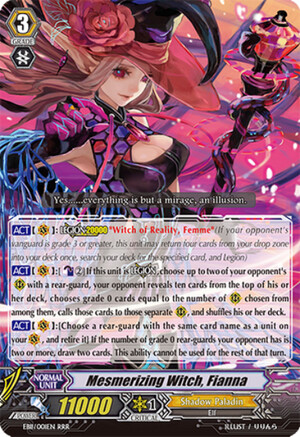 3
GRADE
Yes......everything is but a mirage, an illusion.
ACT 1: LEGION 20000 "Witch of Reality, Femme"(If your opponent's
vanguard is grade 3 or greater, this unit may return four cards from your drop zone
into your deck once, search your deck for the specified card, and Legion)
ACT 1: 2 If this unit is LEGION, choose up to two of your opponent's
with a rear-guard, your opponent reveals ten cards from the top of his or
her deck, chooses grade 0 cards equal to the number of chosen from
among them, calls those cards to those separate , and shuffles his or her deck.
ACT 1:Choose a rear-guard with the same card name as a unit on
your , and retire it! If the number of grade 0 rear-guards your opponent has is
two or more, draw two cards. This ability cannot be used for the rest of that turn.
NORMAL
UNIT
Mesmerizing Witch, Fianna
POWER
11000
1
CRITICAL
Shadow Paladin
Elf
EB11/001EN RRR